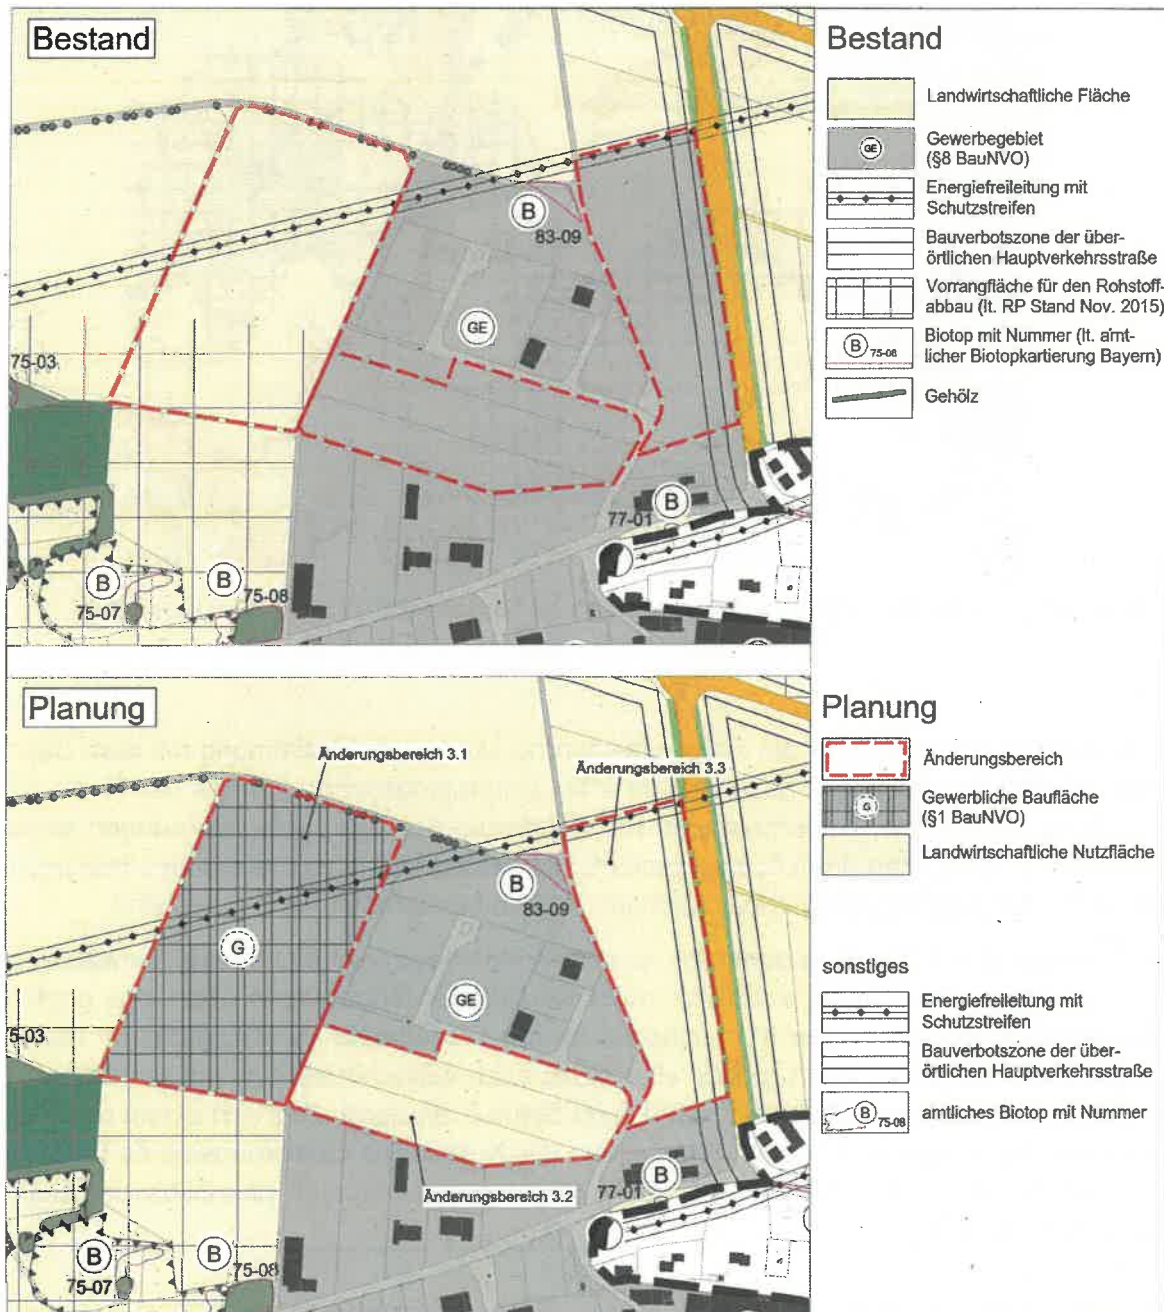 Bestand
B
83-09
GE
75-03
B
77-01
B
75-07
B
75-08
Bestand
Landwirtschaftliche Fläche
GE
Gewerbegebiet
(§8 BauNVO)
Energiefreileitung mit
Schutzstreifen
Bauverbotszone der über-
örtlichen Hauptverkehrsstraße
Vorrangfläche für den Rohstoff-
abbau (lt. RP Stand Nov. 2015)
B 75-08
Biotop mit Nummer (lt. amt-
licher Biotopkartierung Bayern)
Gehölz
Planung
Änderungsbereich 3.1
Änderungsbereich 3.3
B
83-09
G
GE
5-03
Änderungsbereich 3.2
B
77-01
B
75-07
B
75-08
Planung
Änderungsbereich
G
Gewerbliche Baufläche
(§1 BauNVO)
Landwirtschaftliche Nutzfläche
sonstiges
Energiefreileitung mit
Schutzstreifen
Bauverbotszone der über-
örtlichen Hauptverkehrsstraße
B 75-08
amtliches Biotop mit Nummer